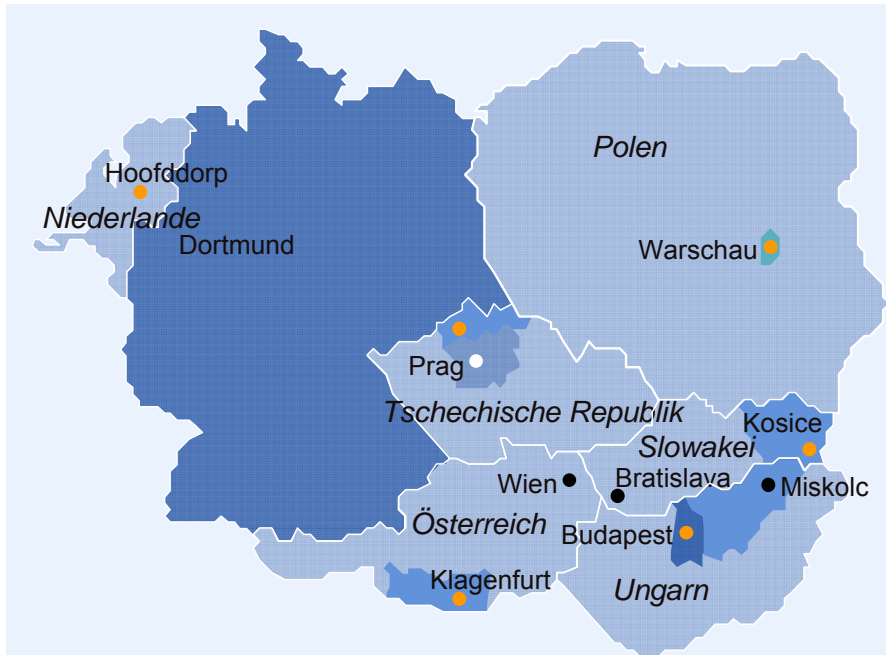 Polen
Hoofddorp
Niederlande
Dortmund
Warschau
Prag
Tschechische Republik
Kosice
Slowakei
Wien
Bratislava
Miskolc
Österreich
Budapest
Klagenfurt
Ungarn